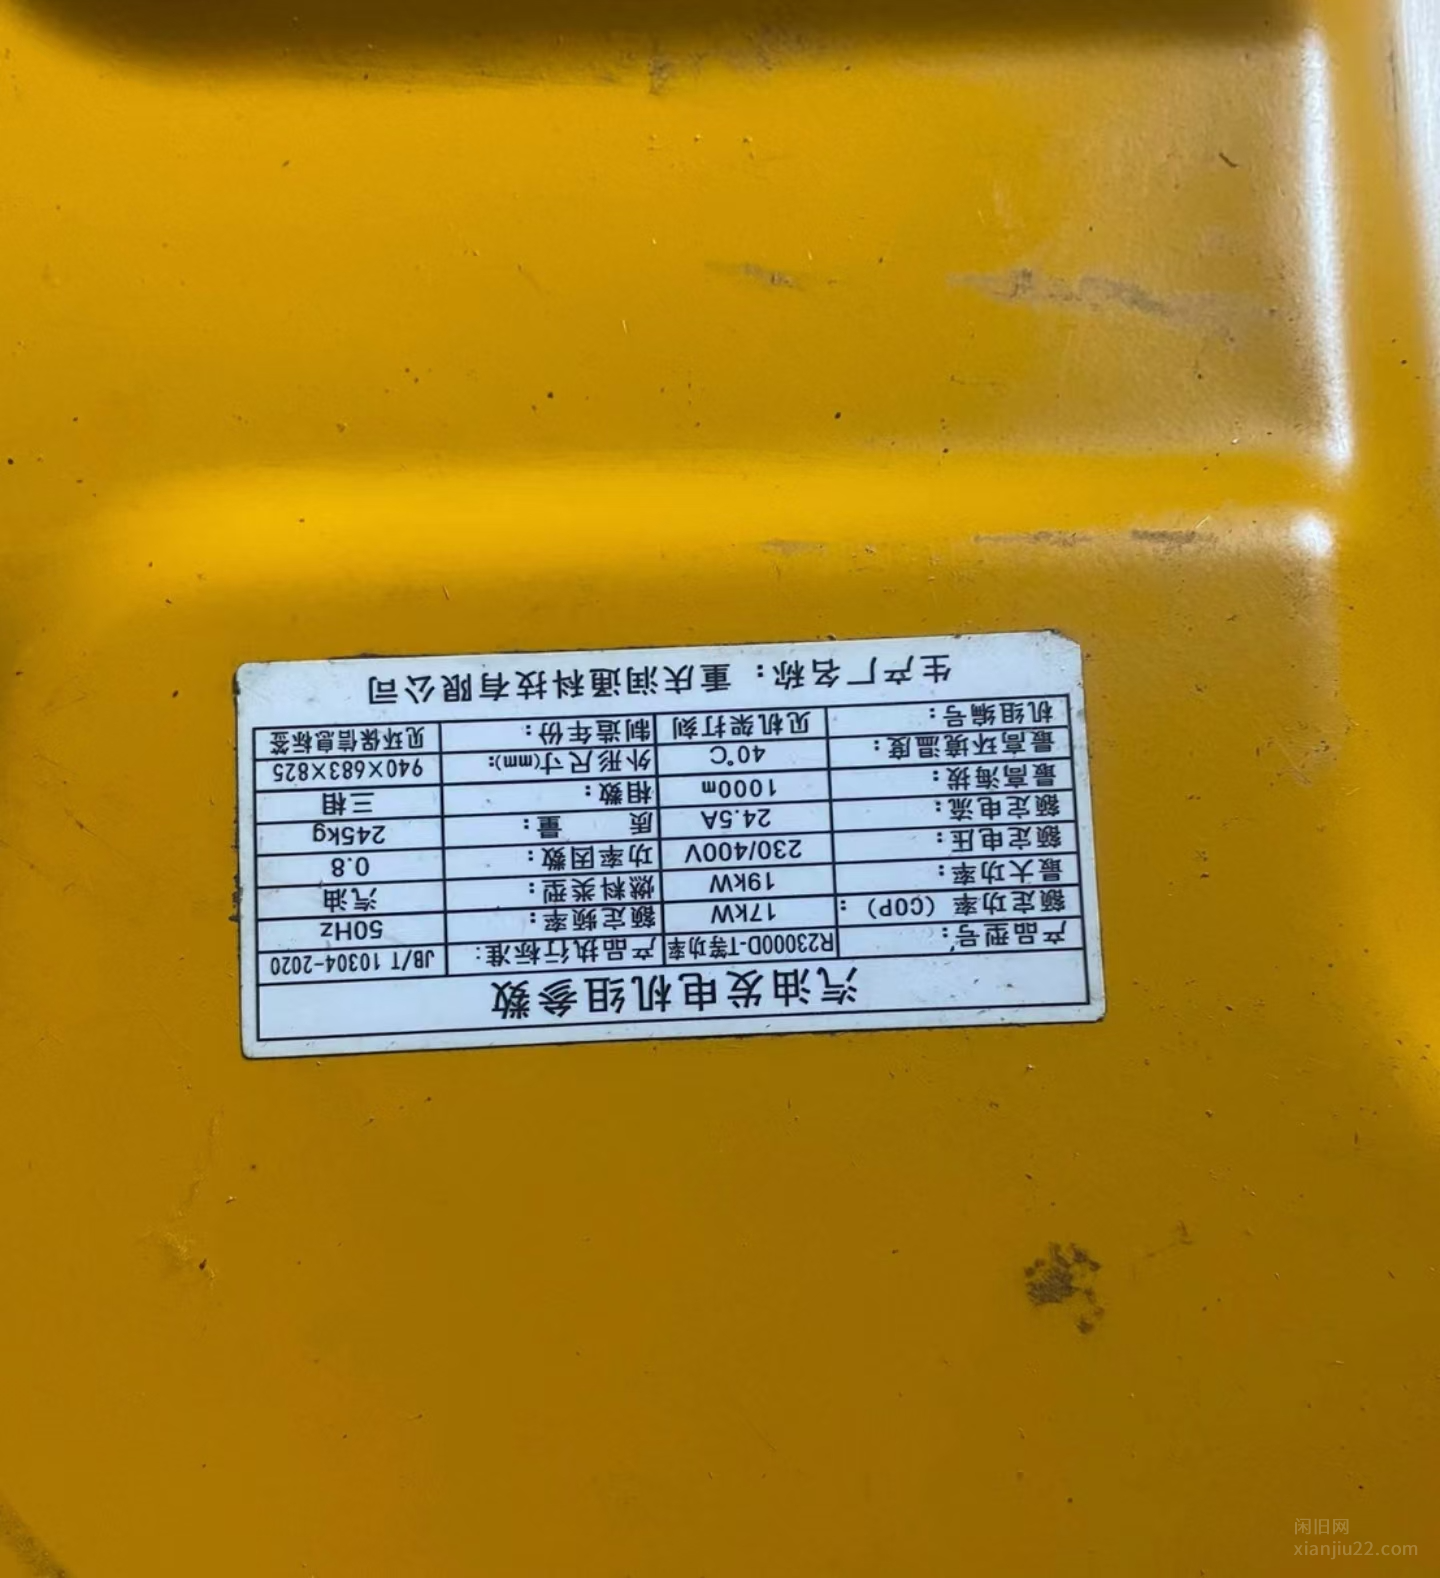 汽油发电机组参数
产品型号: R23000D-T等功率 产品执行标准: JB/T 10304-2020
额定功率（COP）: 17kW 额定频率: 50Hz
最大功率: 19kW 燃料类型: 汽油
额定电压: 230/400V 功率因数: 0.8
额定电流: 24.5A 质 量: 245kg
最高海拔: 1000m 相数: 三相
最高环境温度: 40°C 外形尺寸(mm): 940×683×825
机组编号: 见机架打刻 制造年份: 见环保信息标签
生产厂名称: 重庆润通科技有限公司
闲旧网
xianjiu22.com